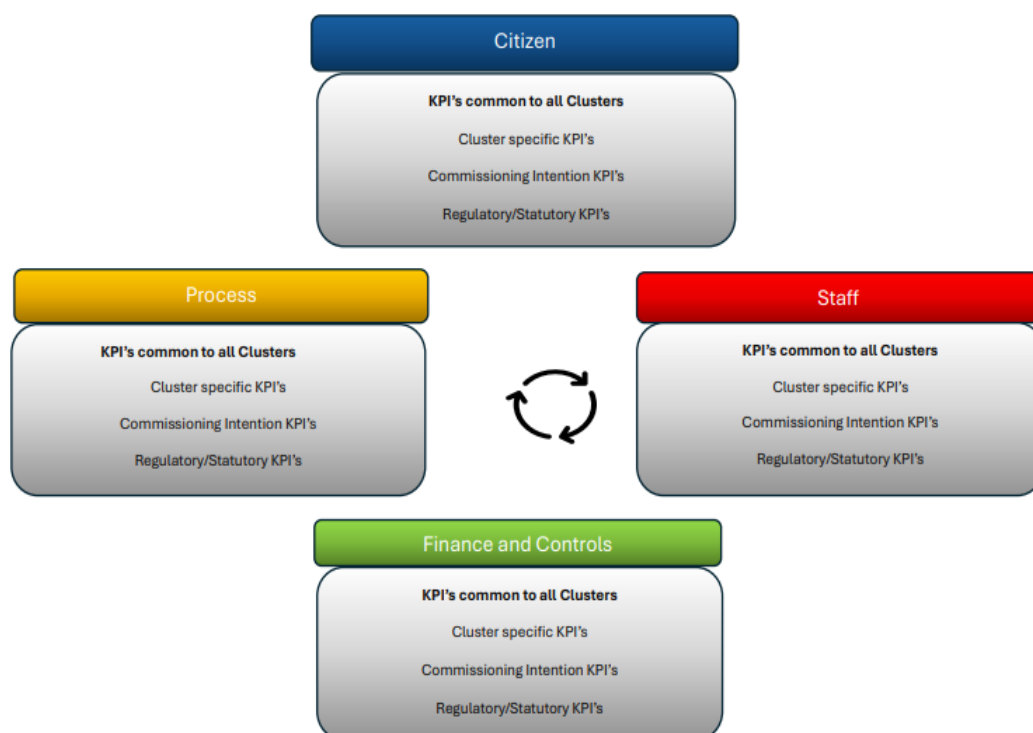 Citizen
KPI's common to all Clusters
Cluster specific KPI's
Commissioning Intention KPI's
Regulatory/Statutory KPI's
Process
KPI's common to all Clusters
Cluster specific KPI's
Commissioning Intention KPI's
Regulatory/Statutory KPI's
Staff
KPI's common to all Clusters
Cluster specific KPI's
Commissioning Intention KPI's
Regulatory/Statutory KPI's
Finance and Controls
KPI's common to all Clusters
Cluster specific KPI's
Commissioning Intention KPI's
Regulatory/Statutory KPI's